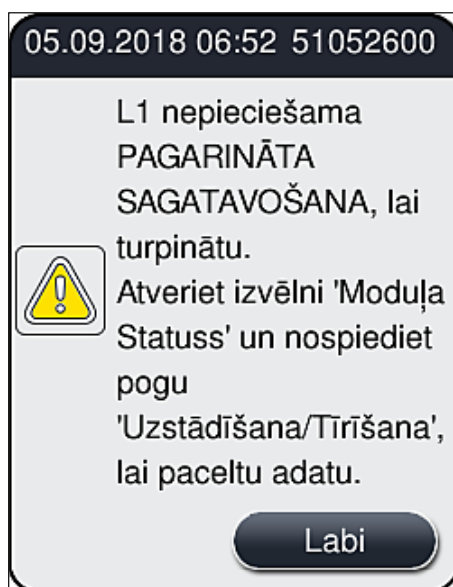 05.09.2018 06:52 51052600
L1 nepieciešama
PAGARINĀTA
SAGATAVOŠANA, lai
turpinātu.
Atveriet izvēlni 'Moduļa
Statuss' un nospiediet
pogu
'Uzstādīšana/Tīrīšana',
lai paceltu adatu.
Labi